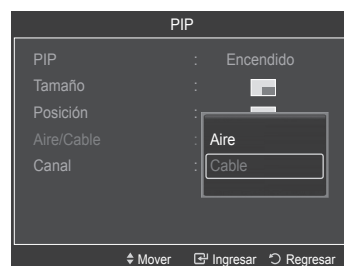 PIP
PIP : Encendido
Tamaño :
Posición :
Aire/Cable : Aire
Canal : Cable
Mover Ingresar Regresar